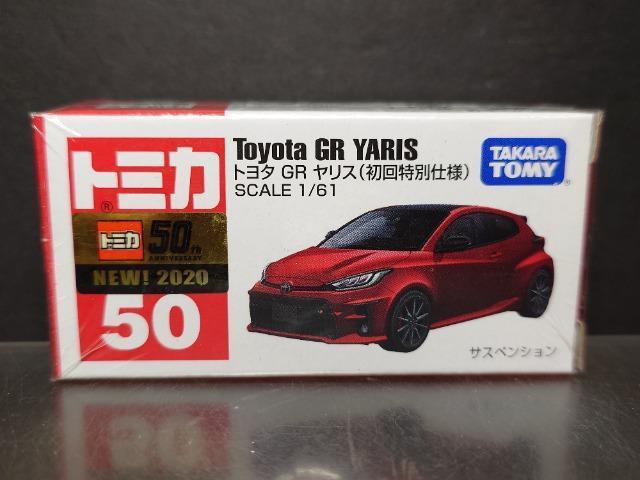 トミカ
®
トミカ 50th
ANNIVERSARY
NEW! 2020
50
Toyota GR YARIS
トヨタ GR ヤリス(初回特別仕様)
SCALE 1/61
TAKARA
TOMY
®
サスペンション